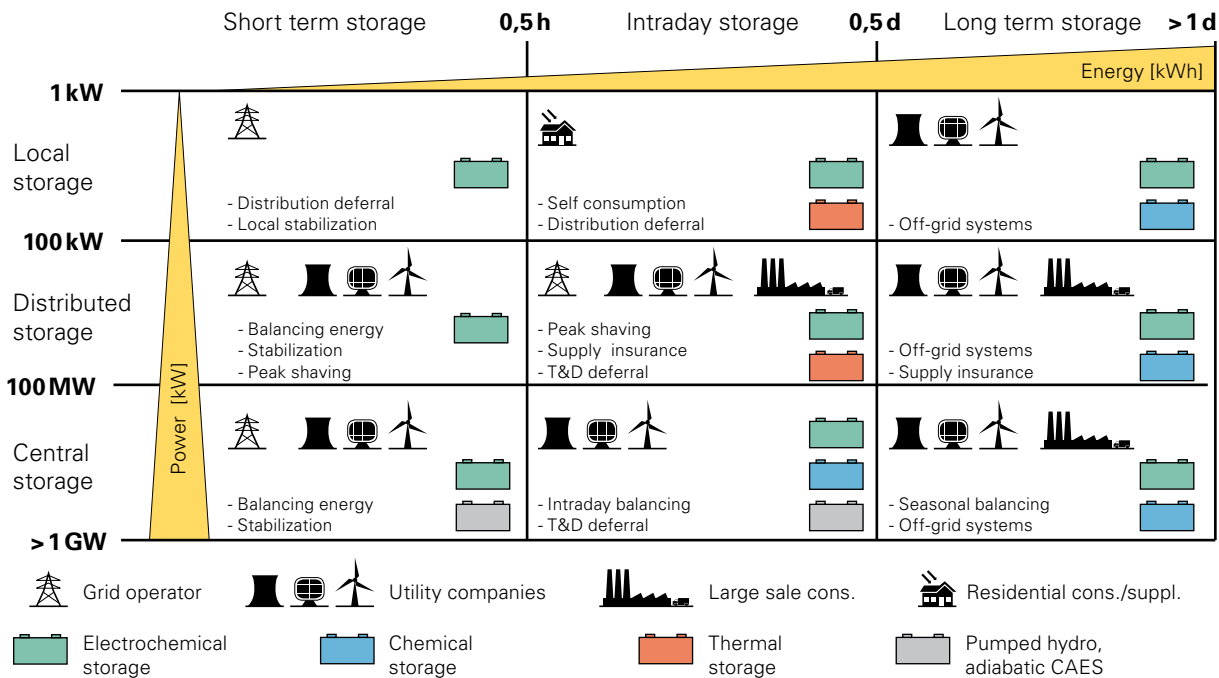 Short term storage
0,5 h
Intraday storage
0,5 d
Long term storage
> 1 d
Energy [kWh]
1 kW
Local
storage
- Distribution deferral
- Local stabilization
- Self consumption
- Distribution deferral
- Off-grid systems
100 kW
Distributed
storage
- Balancing energy
- Stabilization
- Peak shaving
- Peak shaving
- Supply insurance
- T&D deferral
- Off-grid systems
- Supply insurance
100 MW
Power [kW]
Central
storage
- Balancing energy
- Stabilization
- Intraday balancing
- T&D deferral
- Seasonal balancing
- Off-grid systems
> 1 GW
Grid operator
Utility companies
Large sale cons.
Residential cons./suppl.
Electrochemical
storage
Chemical
storage
Thermal
storage
Pumped hydro,
adiabatic CAES